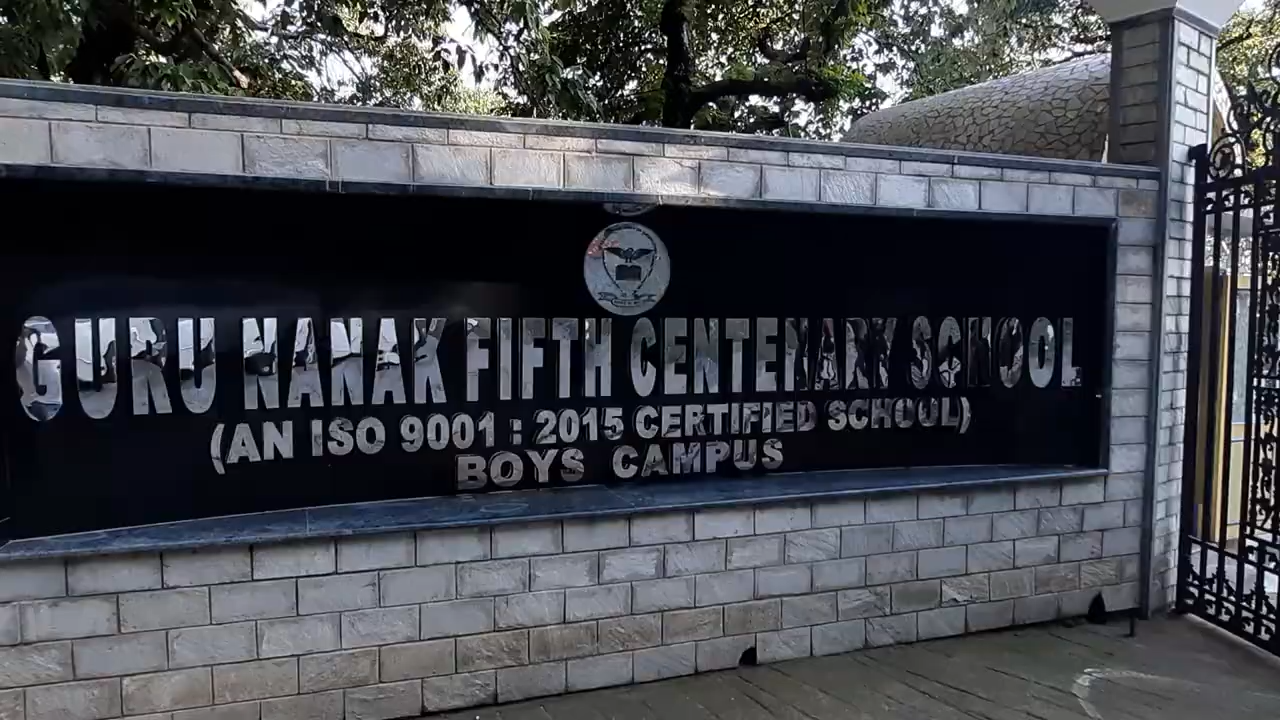 GURU NANAK FIFTH CENTENARY SCHOOL
(AN ISO 9001 : 2015 CERTIFIED SCHOOL)
BOYS CAMPUS